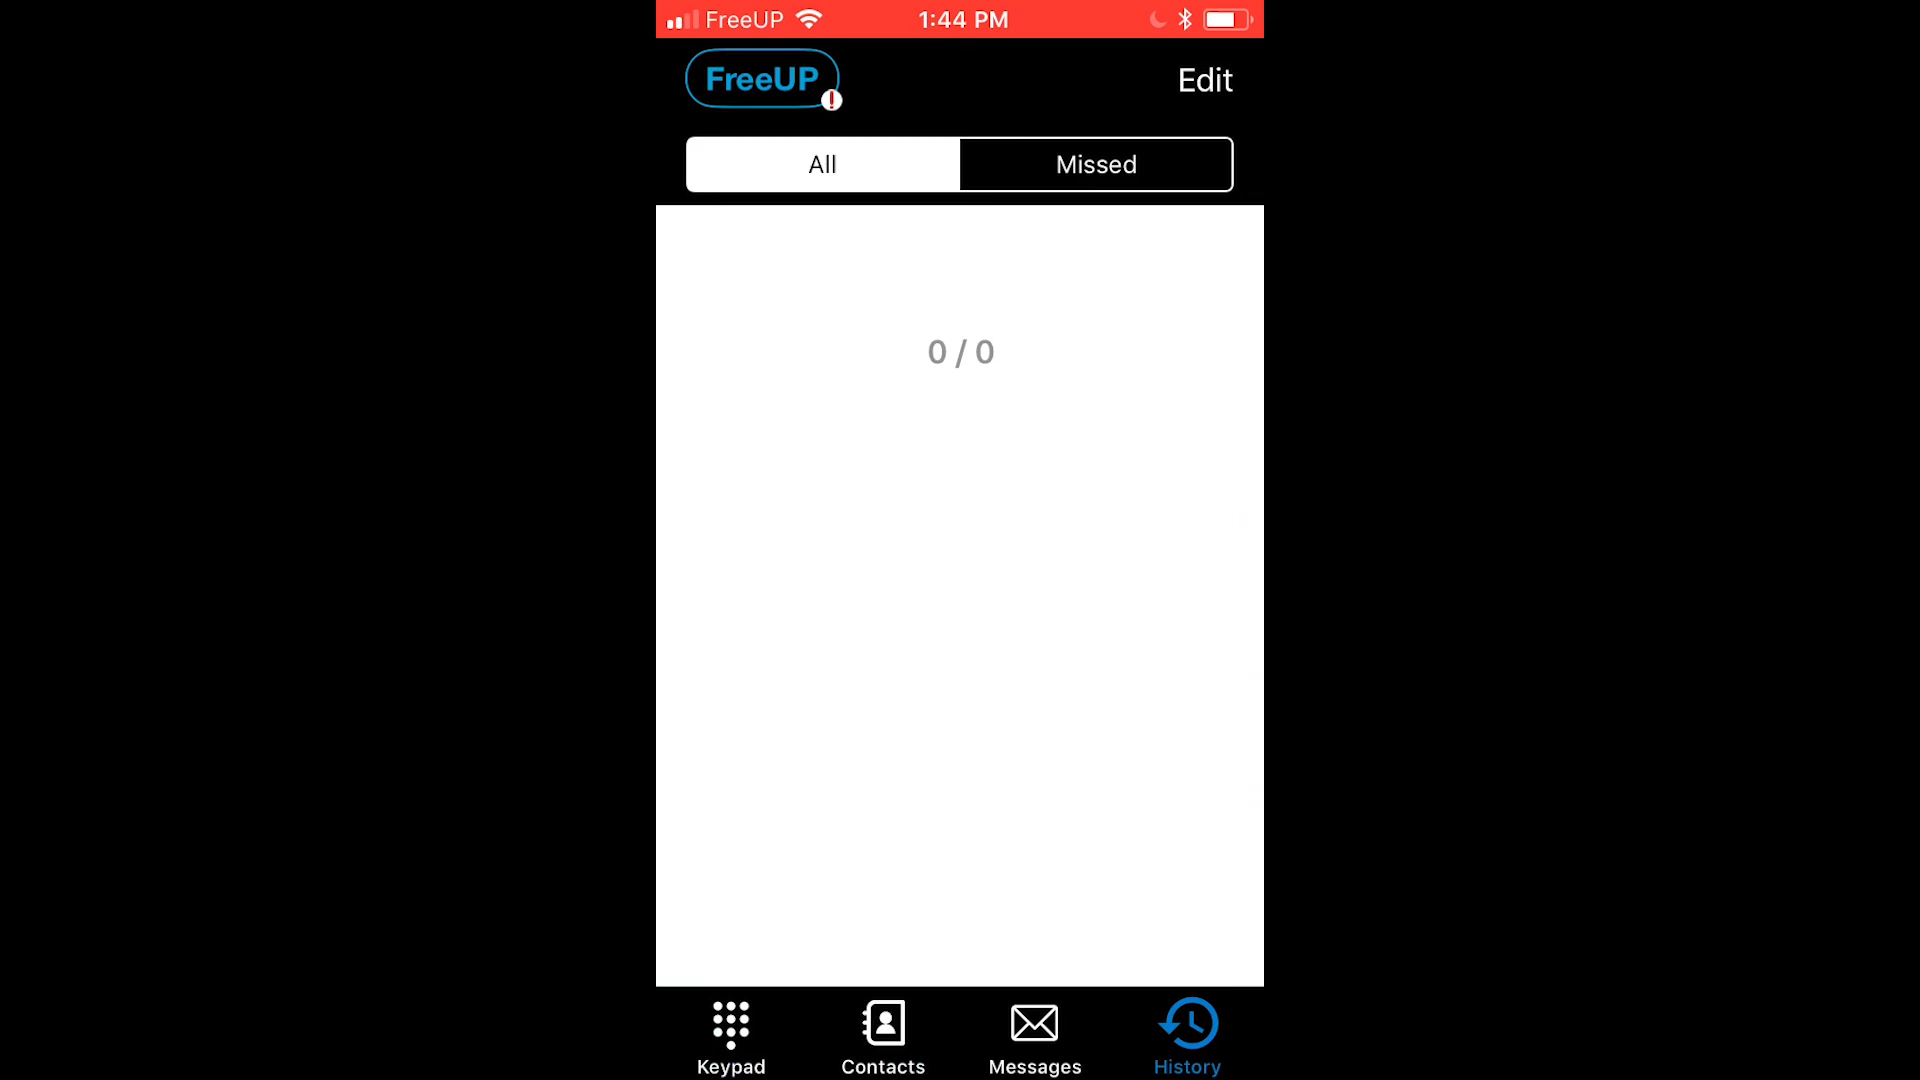 FreeUP 1:44 PM
FreeUP Edit
All Missed
0 / 0
Keypad Contacts Messages History